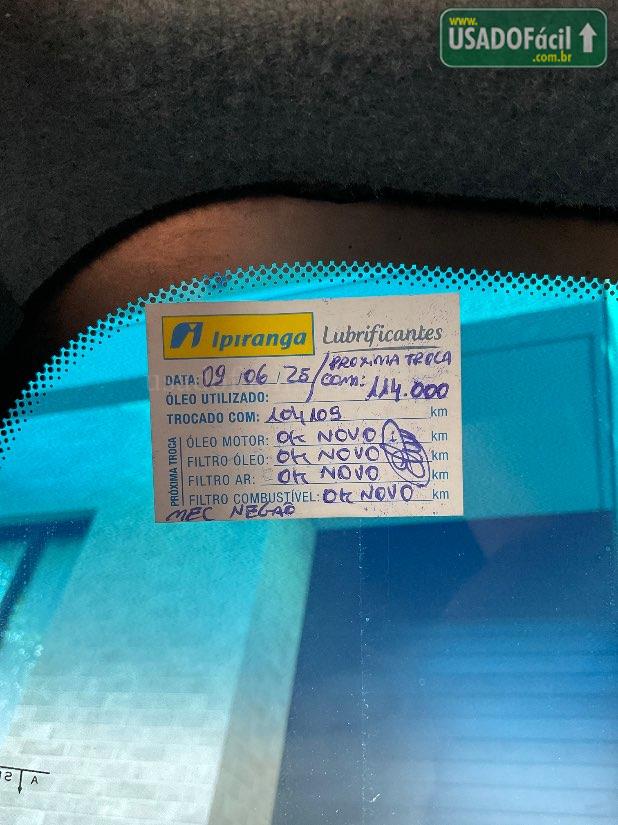 www.
USADOFácil
.com.br
Ipiranga Lubrificantes
PROXIMA TROCA
DATA: 09 / 06 / 25 / COM: 114.000
ÓLEO UTILIZADO:
TROCADO COM: 104109 km
PRÓXIMA TROCA
ÓLEO MOTOR: OK NOVO km
FILTRO ÓLEO: OK NOVO km
FILTRO AR: OK NOVO km
FILTRO COMBUSTÍVEL: OK NOVO km
MEC NEGAO